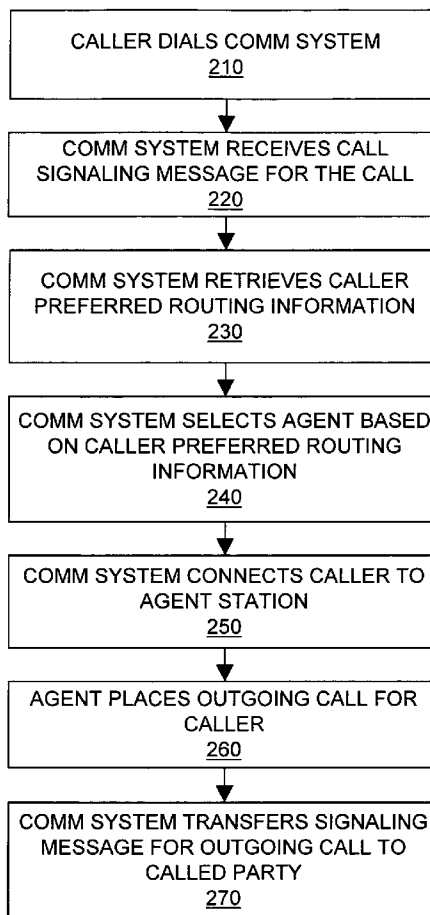 CALLER DIALS COMM SYSTEM
210
COMM SYSTEM RECEIVES CALL
SIGNALING MESSAGE FOR THE CALL
220
COMM SYSTEM RETRIEVES CALLER
PREFERRED ROUTING INFORMATION
230
COMM SYSTEM SELECTS AGENT BASED
ON CALLER PREFERRED ROUTING
INFORMATION
240
COMM SYSTEM CONNECTS CALLER TO
AGENT STATION
250
AGENT PLACES OUTGOING CALL FOR
CALLER
260
COMM SYSTEM TRANSFERS SIGNALING
MESSAGE FOR OUTGOING CALL TO
CALLED PARTY
270